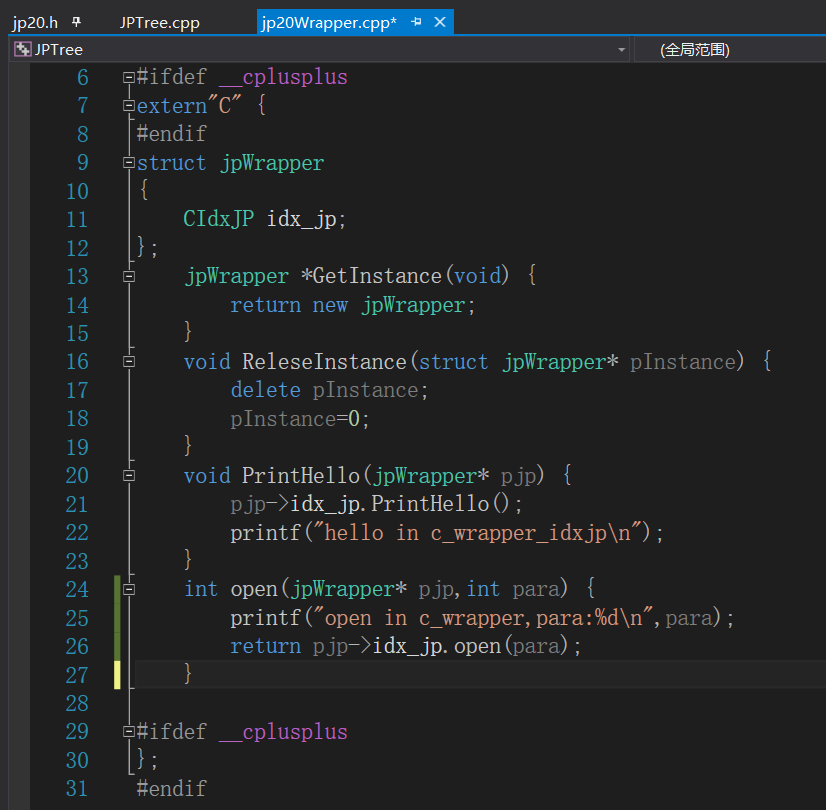 jp20.h JPTree.cpp jp20Wrapper.cpp*
JPTree (全局范围)
6 #ifdef __cplusplus
7 extern"C" {
8 #endif
9 struct jpWrapper
10 {
11     CIdxJP idx_jp;
12 };
13     jpWrapper *GetInstance(void) {
14         return new jpWrapper;
15     }
16     void ReleseInstance(struct jpWrapper* pInstance) {
17         delete pInstance;
18         pInstance=0;
19     }
20     void PrintHello(jpWrapper* pjp) {
21         pjp->idx_jp.PrintHello();
22         printf("hello in c_wrapper_idxjp\n");
23     }
24     int open(jpWrapper* pjp,int para) {
25         printf("open in c_wrapper,para:%d\n",para);
26         return pjp->idx_jp.open(para);
27     }
28
29 #ifdef __cplusplus
30 };
31 #endif